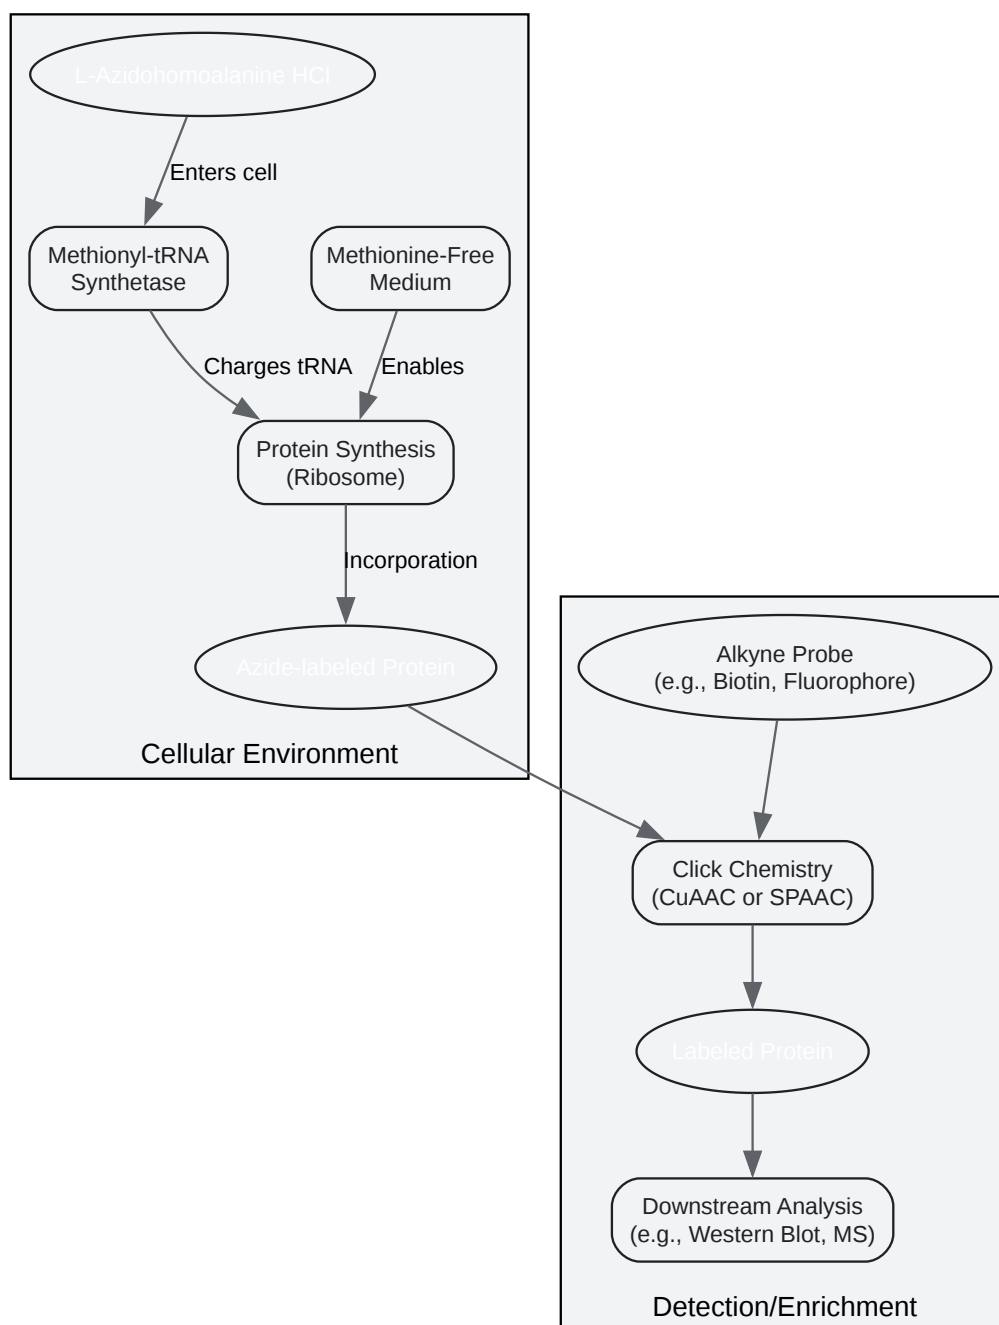 L-Azidohomoalanine HCl
Enters cell
Methionyl-tRNA
Synthetase
Methionine-Free
Medium
Charges tRNA
Enables
Protein Synthesis
(Ribosome)
Incorporation
Azide-labeled Protein
Cellular Environment
Alkyne Probe
(e.g., Biotin, Fluorophore)
Click Chemistry
(CuAAC or SPAAC)
Labeled Protein
Downstream Analysis
(e.g., Western Blot, MS)
Detection/Enrichment